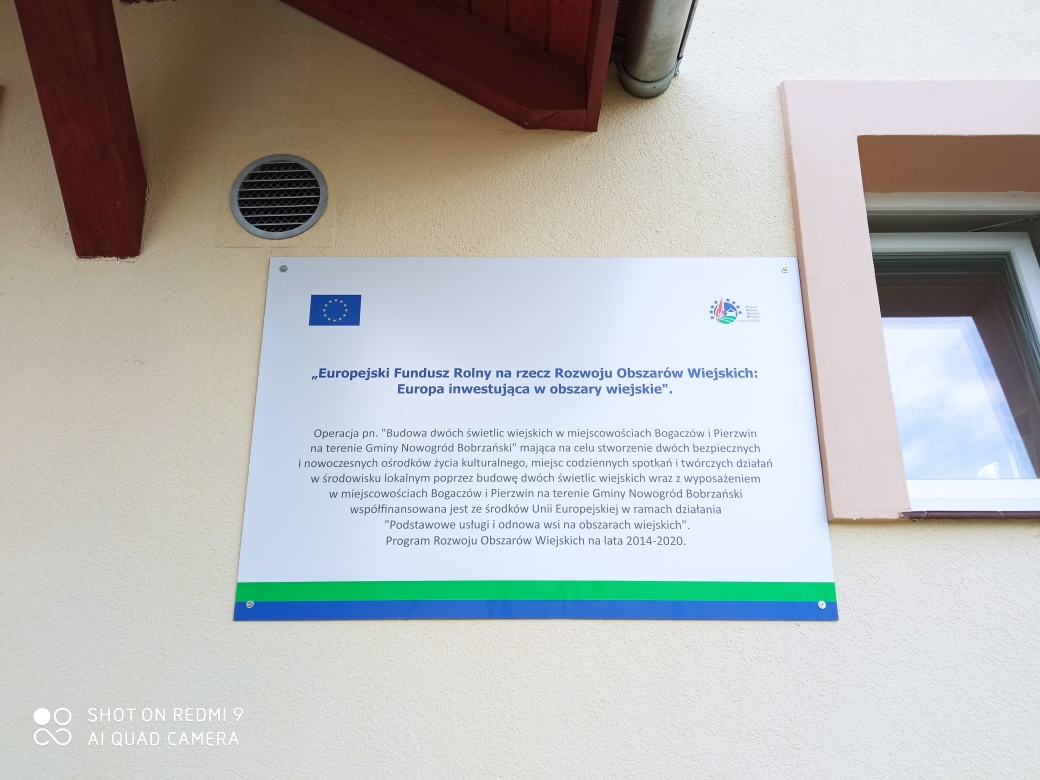 „Europejski Fundusz Rolny na rzecz Rozwoju Obszarów Wiejskich:
Europa inwestująca w obszary wiejskie".
Operacja pn. "Budowa dwóch świetlic wiejskich w miejscowościach Bogaczów i Pierzwin
na terenie Gminy Nowogród Bobrzański" mająca na celu stworzenie dwóch bezpiecznych
i nowoczesnych ośrodków życia kulturalnego, miejsc codziennych spotkań i twórczych działań
w środowisku lokalnym poprzez budowę dwóch świetlic wiejskich wraz z wyposażeniem
w miejscowościach Bogaczów i Pierzwin na terenie Gminy Nowogród Bobrzański
współfinansowana jest ze środków Unii Europejskiej w ramach działania
"Podstawowe usługi i odnowa wsi na obszarach wiejskich".
Program Rozwoju Obszarów Wiejskich na lata 2014-2020.
SHOT ON REDMI 9
AI QUAD CAMERA